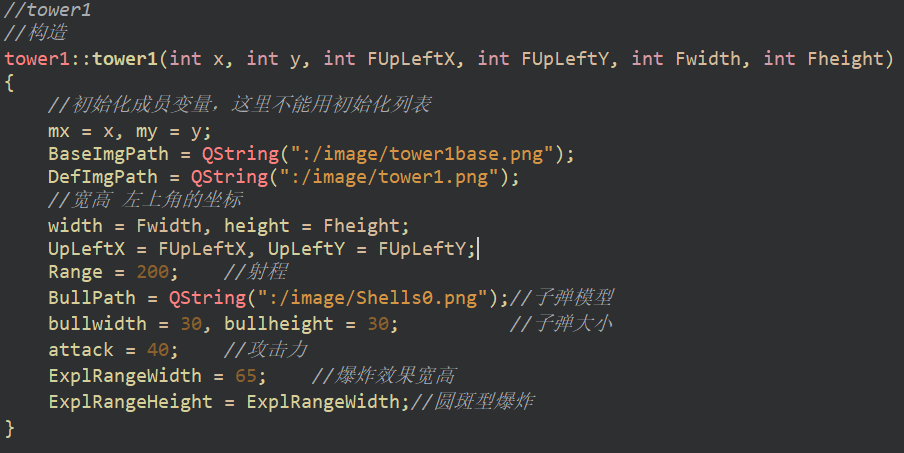 //tower1
//构造
tower1::tower1(int x, int y, int FUpLeftX, int FUpLeftY, int Fwidth, int Fheight)
{
    //初始化成员变量，这里不能用初始化列表
    mx = x, my = y;
    BaseImgPath = QString(":/image/tower1base.png");
    DefImgPath = QString(":/image/tower1.png");
    //宽高 左上角的坐标
    width = Fwidth, height = Fheight;
    UpLeftX = FUpLeftX, UpLeftY = FUpLeftY;
    Range = 200;    //射程
    BullPath = QString(":/image/Shells0.png");//子弹模型
    bullwidth = 30, bullheight = 30;          //子弹大小
    attack = 40;    //攻击力
    ExplRangeWidth = 65;    //爆炸效果宽高
    ExplRangeHeight = ExplRangeWidth;//圆斑型爆炸
}